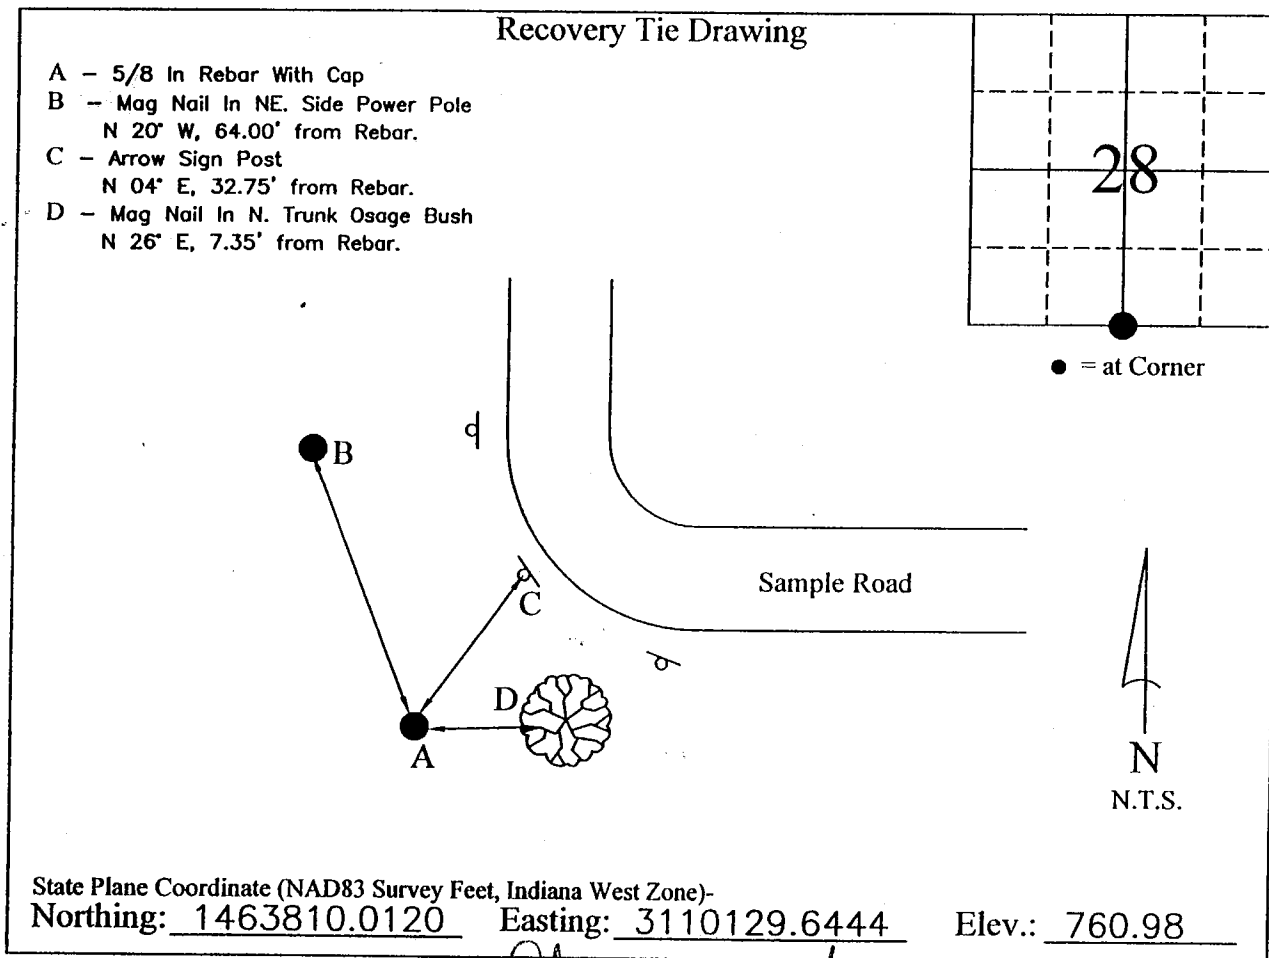 Recovery Tie Drawing
A - 5/8 In Rebar With Cap
B - Mag Nail In NE. Side Power Pole
N 20° W, 64.00' from Rebar.
C - Arrow Sign Post
N 04° E, 32.75' from Rebar.
D - Mag Nail In N. Trunk Osage Bush
N 26° E, 7.35' from Rebar.
28
● = at Corner
B
C
Sample Road
D
A
N
N.T.S.
State Plane Coordinate (NAD83 Survey Feet, Indiana West Zone)-
Northing: 1463810.0120 Easting: 3110129.6444 Elev.: 760.98